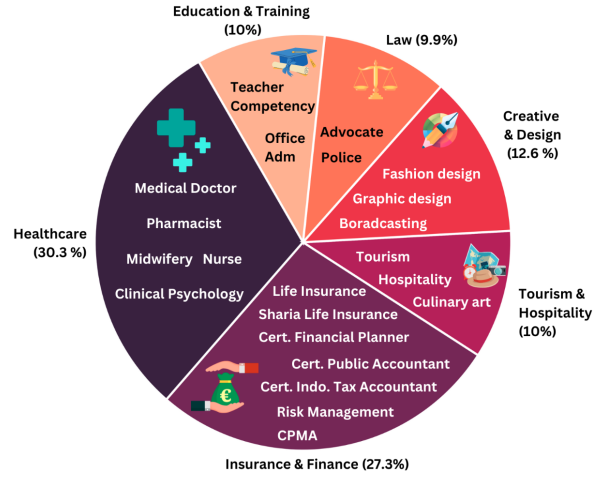 Education & Training
(10%)
Law (9.9%)
Creative
& Design
(12.6 %)
Tourism &
Hospitality
(10%)
Insurance & Finance (27.3%)
Healthcare
(30.3 %)
Teacher
Competency
Office
Adm
Advocate
Police
Fashion design
Graphic design
Boradcasting
Tourism
Hospitality
Culinary art
Life Insurance
Sharia Life Insurance
Cert. Financial Planner
Cert. Public Accountant
Cert. Indo. Tax Accountant
Risk Management
CPMA
€
Medical Doctor
Pharmacist
Midwifery Nurse
Clinical Psychology